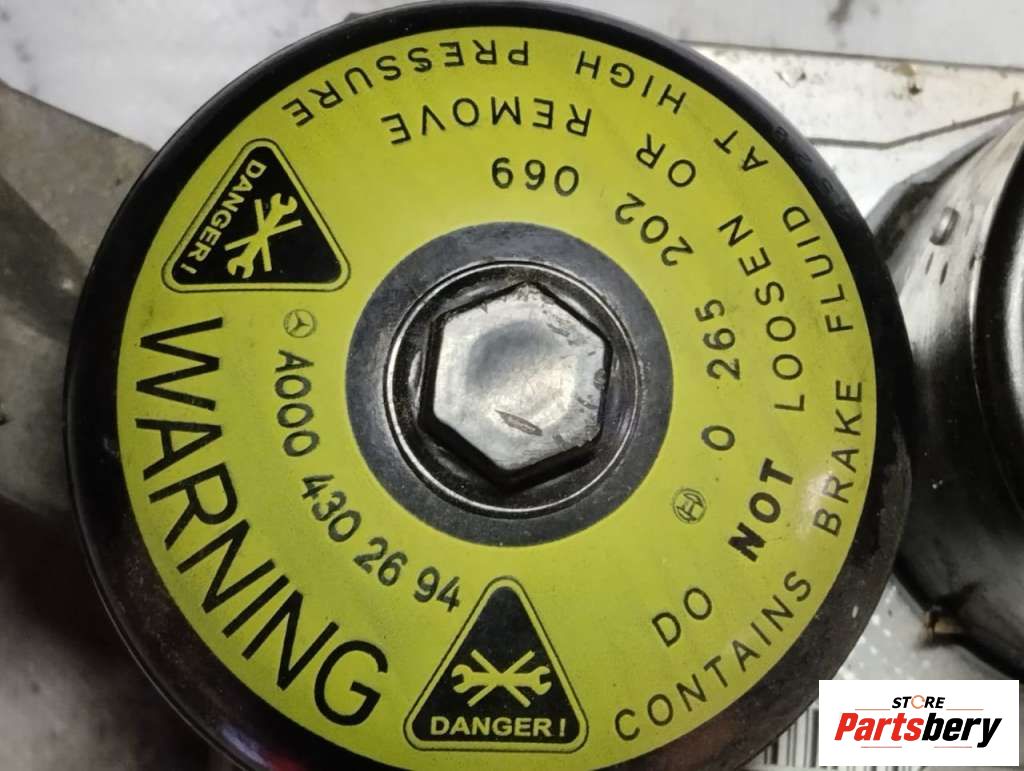 WARNING
DANGER!
DANGER!
A000 430 26 94
0 265 202 069
DO NOT LOOSEN OR REMOVE
CONTAINS BRAKE FLUID AT HIGH PRESSURE
STORE
Partsbery